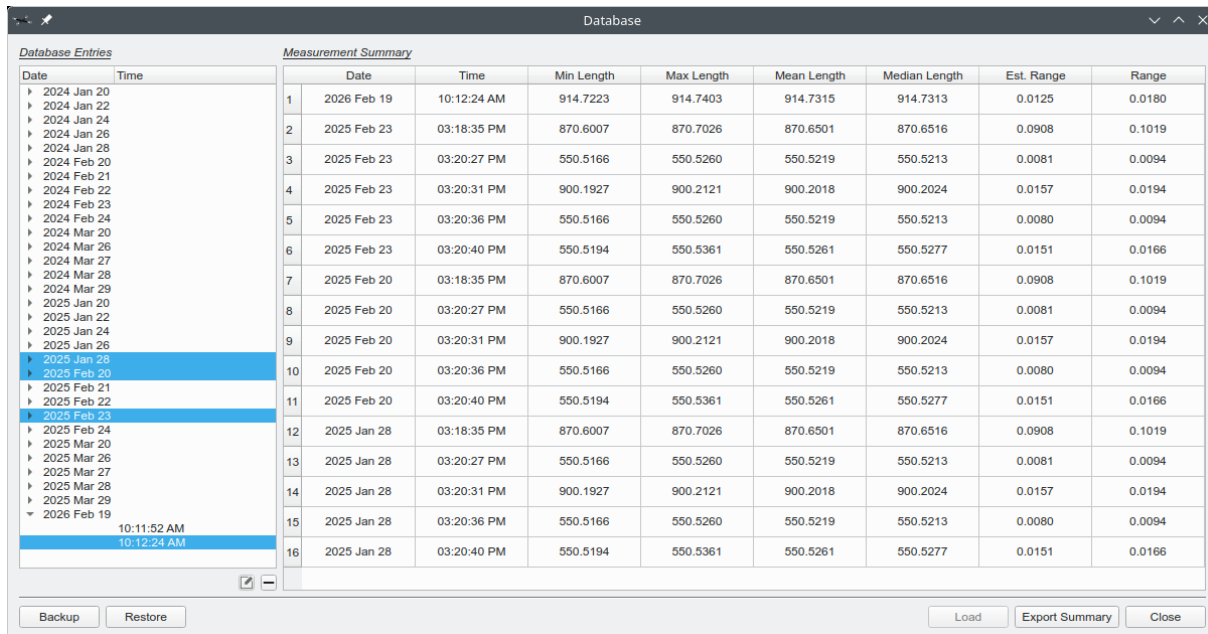 Database
Database Entries
Date Time
2024 Jan 20
2024 Jan 22
2024 Jan 24
2024 Jan 26
2024 Jan 28
2024 Feb 20
2024 Feb 21
2024 Feb 22
2024 Feb 23
2024 Feb 24
2024 Mar 20
2024 Mar 26
2024 Mar 27
2024 Mar 28
2024 Mar 29
2025 Jan 20
2025 Jan 22
2025 Jan 24
2025 Jan 26
2025 Jan 28
2025 Feb 20
2025 Feb 21
2025 Feb 22
2025 Feb 23
2025 Feb 24
2025 Mar 20
2025 Mar 26
2025 Mar 27
2025 Mar 28
2025 Mar 29
2026 Feb 19
10:11:52 AM
10:12:24 AM
Measurement Summary
Date Time Min Length Max Length Mean Length Median Length Est. Range Range
1 2026 Feb 19 10:12:24 AM 914.7223 914.7403 914.7315 914.7313 0.0125 0.0180
2 2025 Feb 23 03:18:35 PM 870.6007 870.7026 870.6501 870.6516 0.0908 0.1019
3 2025 Feb 23 03:20:27 PM 550.5166 550.5260 550.5219 550.5213 0.0081 0.0094
4 2025 Feb 23 03:20:31 PM 900.1927 900.2121 900.2018 900.2024 0.0157 0.0194
5 2025 Feb 23 03:20:36 PM 550.5166 550.5260 550.5219 550.5213 0.0080 0.0094
6 2025 Feb 23 03:20:40 PM 550.5194 550.5361 550.5261 550.5277 0.0151 0.0166
7 2025 Feb 20 03:18:35 PM 870.6007 870.7026 870.6501 870.6516 0.0908 0.1019
8 2025 Feb 20 03:20:27 PM 550.5166 550.5260 550.5219 550.5213 0.0081 0.0094
9 2025 Feb 20 03:20:31 PM 900.1927 900.2121 900.2018 900.2024 0.0157 0.0194
10 2025 Feb 20 03:20:36 PM 550.5166 550.5260 550.5219 550.5213 0.0080 0.0094
11 2025 Feb 20 03:20:40 PM 550.5194 550.5361 550.5261 550.5277 0.0151 0.0166
12 2025 Jan 28 03:18:35 PM 870.6007 870.7026 870.6501 870.6516 0.0908 0.1019
13 2025 Jan 28 03:20:27 PM 550.5166 550.5260 550.5219 550.5213 0.0081 0.0094
14 2025 Jan 28 03:20:31 PM 900.1927 900.2121 900.2018 900.2024 0.0157 0.0194
15 2025 Jan 28 03:20:36 PM 550.5166 550.5260 550.5219 550.5213 0.0080 0.0094
16 2025 Jan 28 03:20:40 PM 550.5194 550.5361 550.5261 550.5277 0.0151 0.0166
Backup Restore Load Export Summary Close